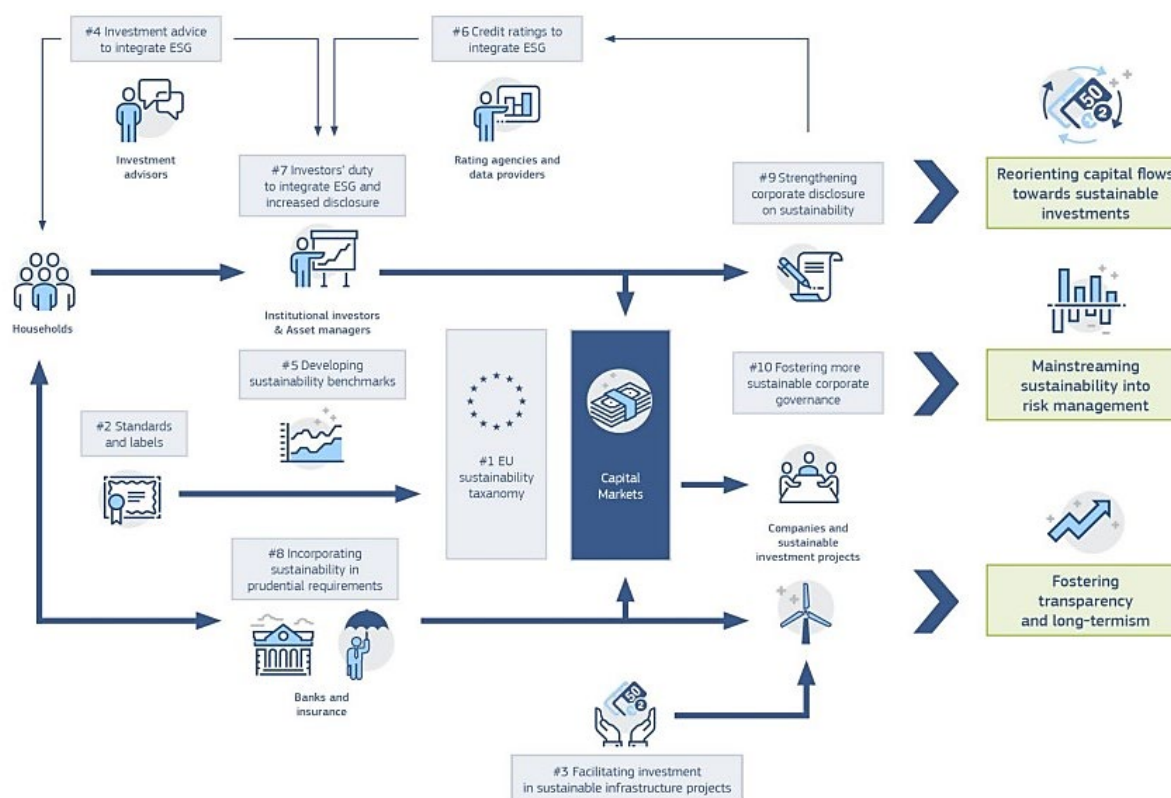 #4 Investment advice
to integrate ESG
Investment
advisors
#6 Credit ratings to
integrate ESG
Rating agencies and
data providers
#7 Investors' duty
to integrate ESG and
increased disclosure
#9 Strengthening
corporate disclosure
on sustainability
50
2
Reorienting capital flows
towards sustainable
investments
Households
Institutional investors
& Asset managers
#5 Developing
sustainability benchmarks
#2 Standards
and labels
#1 EU
sustainability
taxanomy
Capital
Markets
#10 Fostering more
sustainable corporate
governance
Mainstreaming
sustainability into
risk management
Companies and
sustainable
investment projects
#8 Incorporating
sustainability in
prudential requirements
Banks and
insurance
Fostering
transparency
and long-termism
50
2
#3 Facilitating investment
in sustainable infrastructure projects